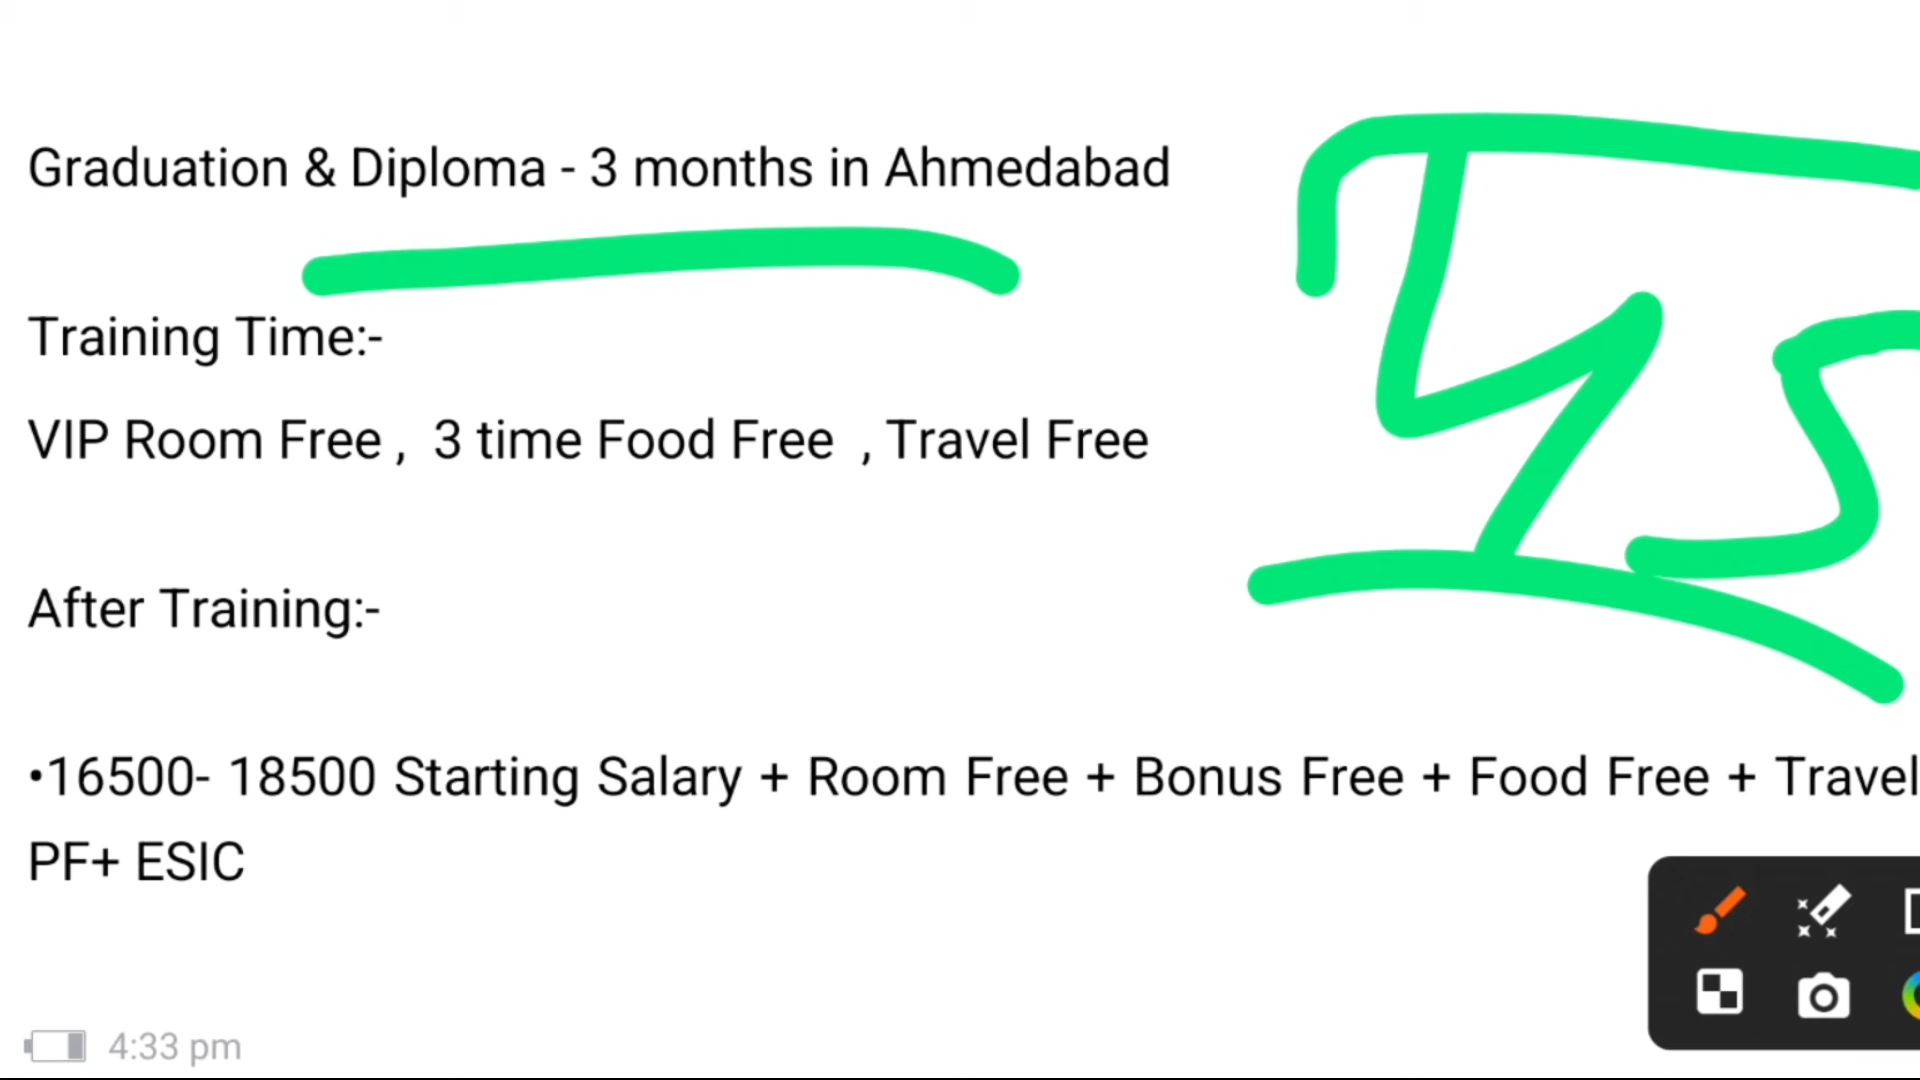 Graduation & Diploma - 3 months in Ahmedabad
Training Time:-
VIP Room Free , 3 time Food Free , Travel Free
After Training:-
•16500- 18500 Starting Salary + Room Free + Bonus Free + Food Free + Travel
PF+ ESIC
4:33 pm